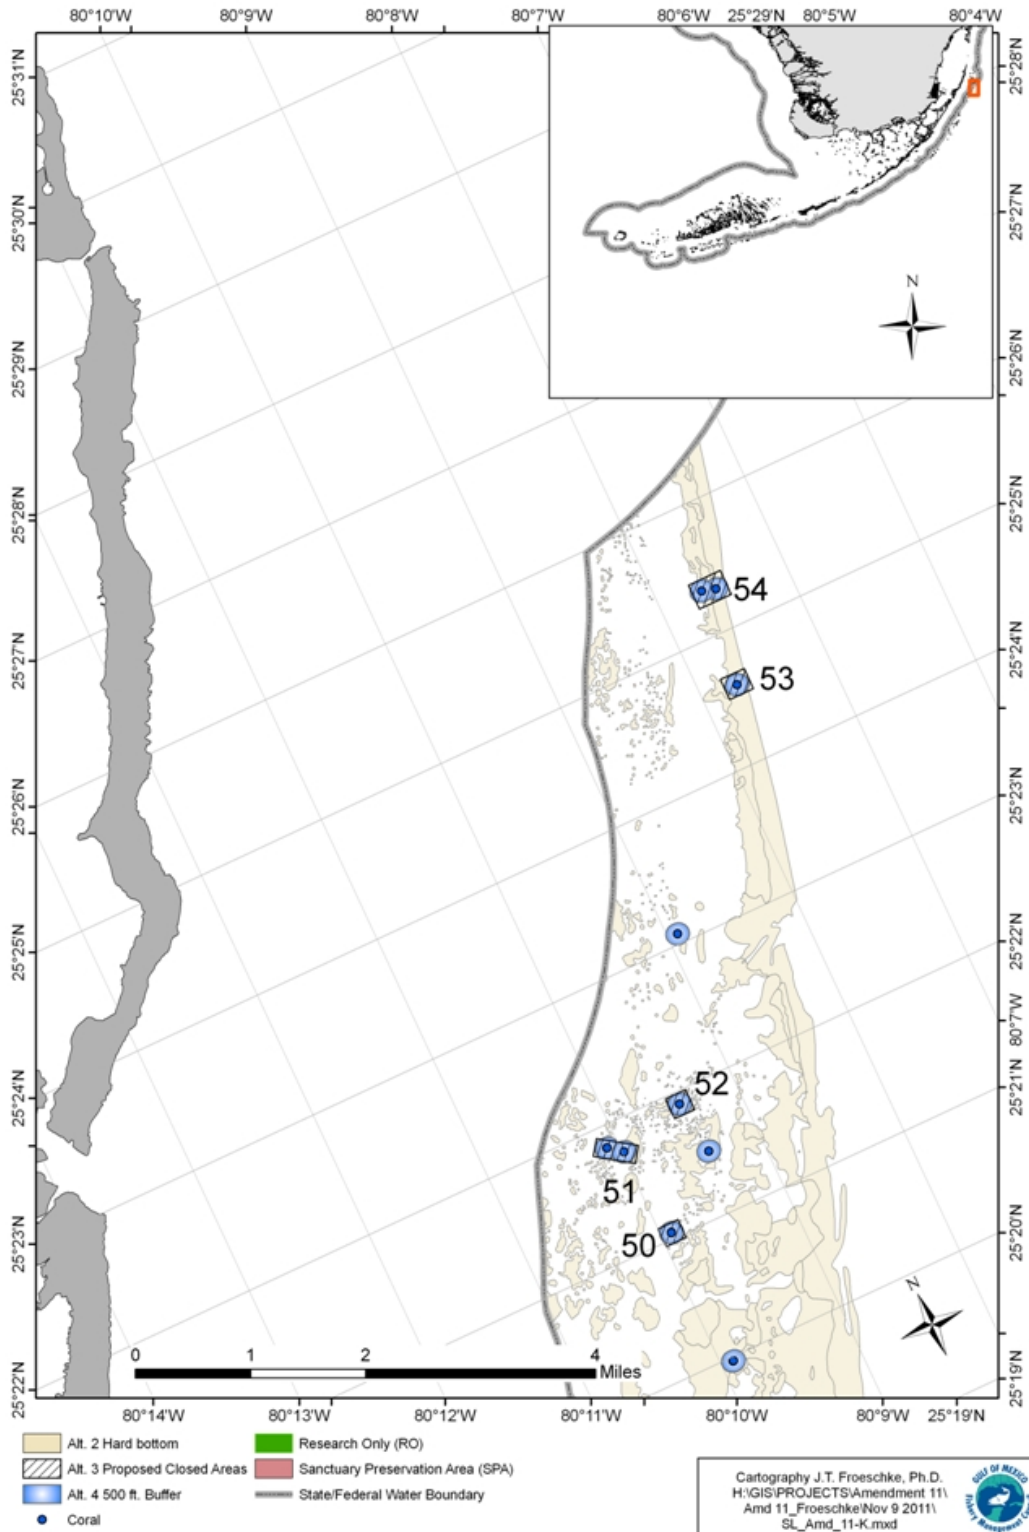 80°10'W 80°9'W 80°8'W 80°7'W 80°6'W 25°29'N 80°5'W 80°4'W
25°31'N
25°30'N
25°29'N
25°28'N
25°27'N
25°26'N
25°25'N
25°24'N
25°23'N
25°22'N
25°28'N
25°27'N
25°26'N
25°25'N
25°24'N
25°23'N
25°22'N
80°7'W
25°21'N
25°20'N
25°19'N
N
54
53
52
51
50
N
0 1 2 4
Miles
80°14'W 80°13'W 80°12'W 80°11'W 80°10'W 80°9'W 25°19'N
Alt. 2 Hard bottom
Alt. 3 Proposed Closed Areas
Alt. 4 500 ft. Buffer
Coral
Research Only (RO)
Sanctuary Preservation Area (SPA)
State/Federal Water Boundary
Cartography J.T. Froeschke, Ph.D.
H:\GIS\PROJECTS\Amendment 11\
Amd 11_Froeschke\Nov 9 2011\
SL_Amd_11-K.mxd
GULF OF MEXICO
Fishery Management